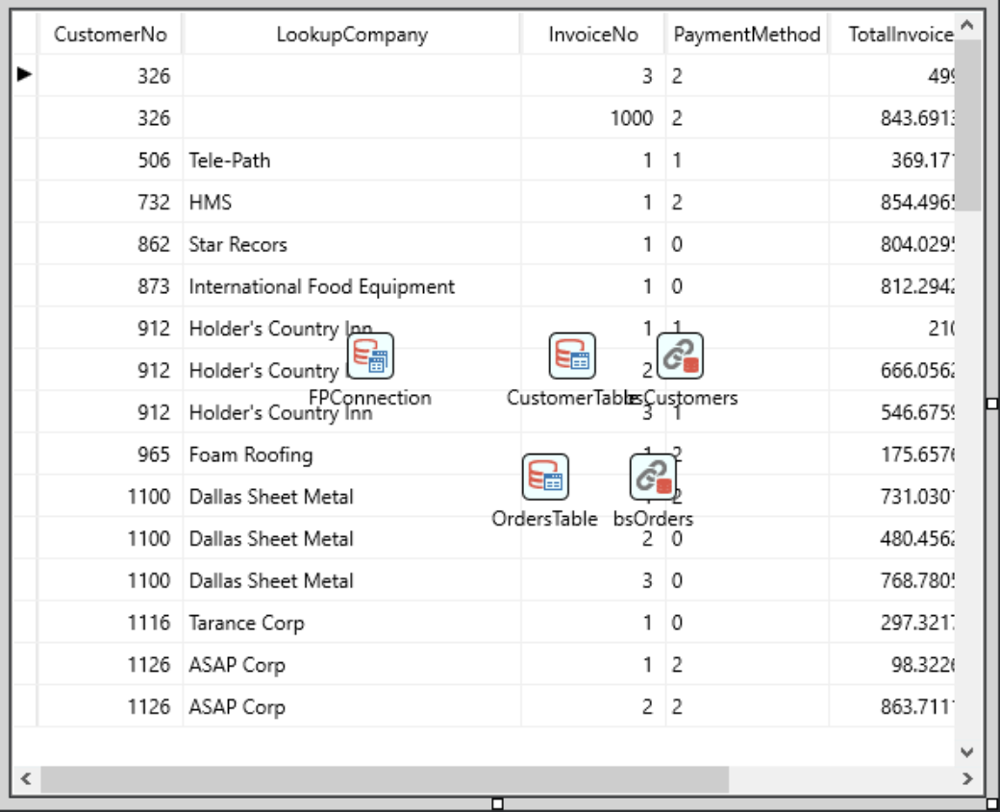 CustomerNo LookupCompany InvoiceNo PaymentMethod TotalInvoice
326 3 2 499
326 1000 2 843.6913
506 Tele-Path 1 1 369.171
732 HMS 1 2 854.4965
862 Star Recors 1 0 804.0295
873 International Food Equipment 1 0 812.2942
912 Holder's Country Inn 1 1 210
912 Holder's Country 2 666.0562
FPConnection CustomerTable bsCustomers
912 Holder's Country Inn 3 1 546.6759
965 Foam Roofing 1 2 175.6576
1100 Dallas Sheet Metal 2 731.0307
OrdersTable bsOrders
1100 Dallas Sheet Metal 2 0 480.4562
1100 Dallas Sheet Metal 3 0 768.7805
1116 Tarance Corp 1 0 297.3217
1126 ASAP Corp 1 2 98.3226
1126 ASAP Corp 2 2 863.7111